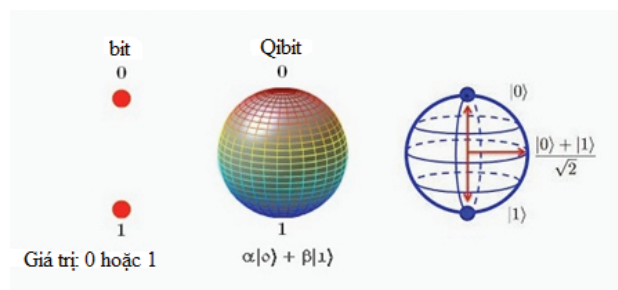 bit
0
1
Giá trị: 0 hoặc 1
Qibit
0
1
α|0⟩ + β|1⟩
|0⟩
|0⟩ + |1⟩
√2
|1⟩